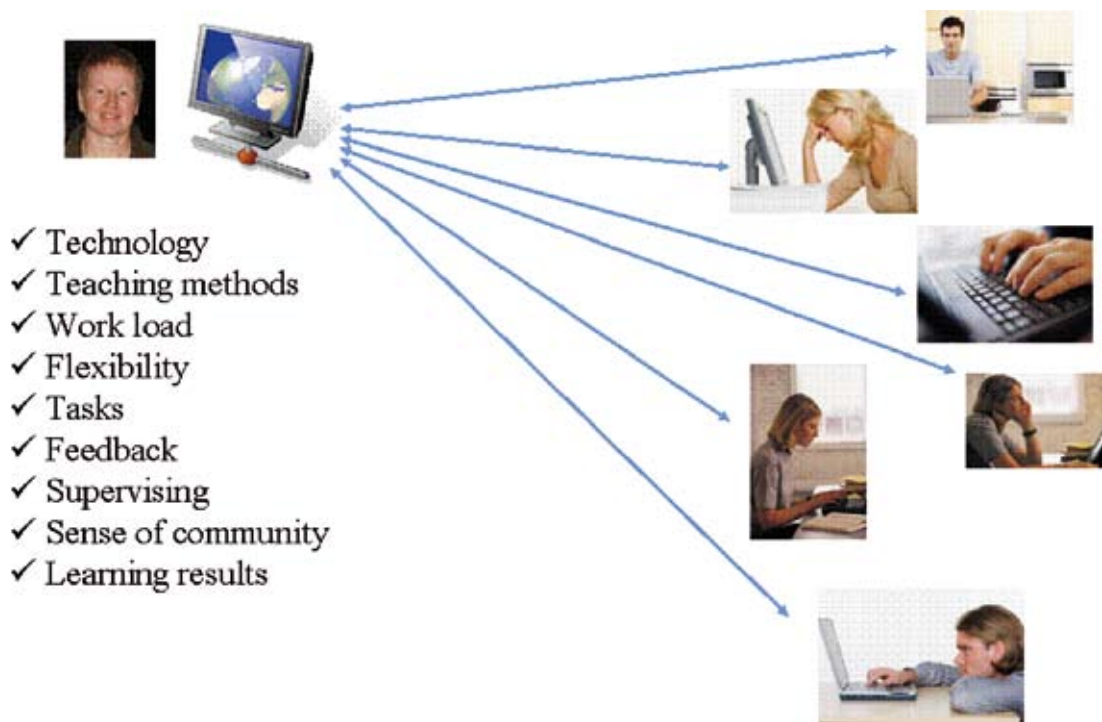 ✓ Technology
✓ Teaching methods
✓ Work load
✓ Flexibility
✓ Tasks
✓ Feedback
✓ Supervising
✓ Sense of community
✓ Learning results